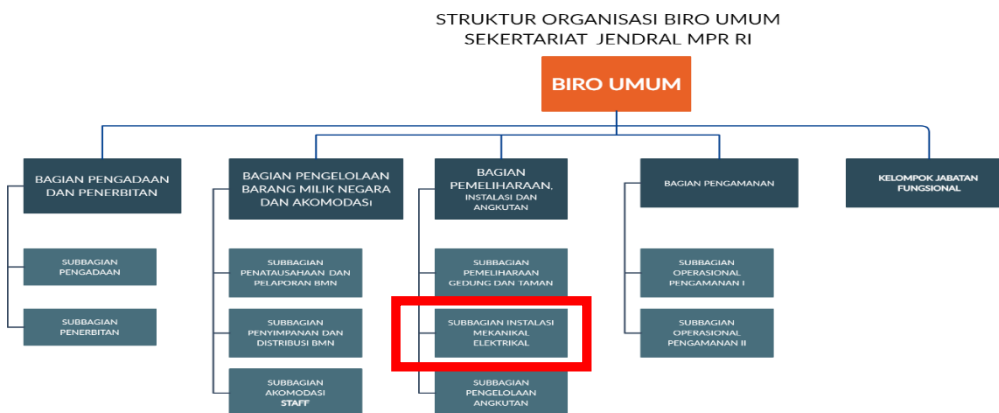 STRUKTUR ORGANISASI BIRO UMUM
SEKERTARIAT JENDRAL MPR RI
BIRO UMUM
BAGIAN PENGADAAN
DAN PENERBITAN
BAGIAN PENGELOLAAN
BARANG MILIK NEGARA
DAN AKOMODASI
BAGIAN
PEMELIHARAAN,
INSTALASI DAN
ANGKUTAN
BAGIAN PENGAMANAN
KELOMPOK JABATAN
FUNGSIONAL
SUBBAGIAN
PENGADAAN
SUBBAGIAN
PENERBITAN
SUBBAGIAN
PENATAUSAHAAN DAN
PELAPORAN BMN
SUBBAGIAN
PENYIMPANAN DAN
DISTRIBUSI BMN
SUBBAGIAN
AKOMODASI
STAFF
SUBBAGIAN
PEMELIHARAAN
GEDUNG DAN TAMAN
SUBBAGIAN INSTALASI
MEKANIKAL
ELEKTRIKAL
SUBBAGIAN
PENGELOLAAN
ANGKUTAN
SUBBAGIAN
OPERASIONAL
PENGAMANAN I
SUBBAGIAN
OPERASIONAL
PENGAMANAN II